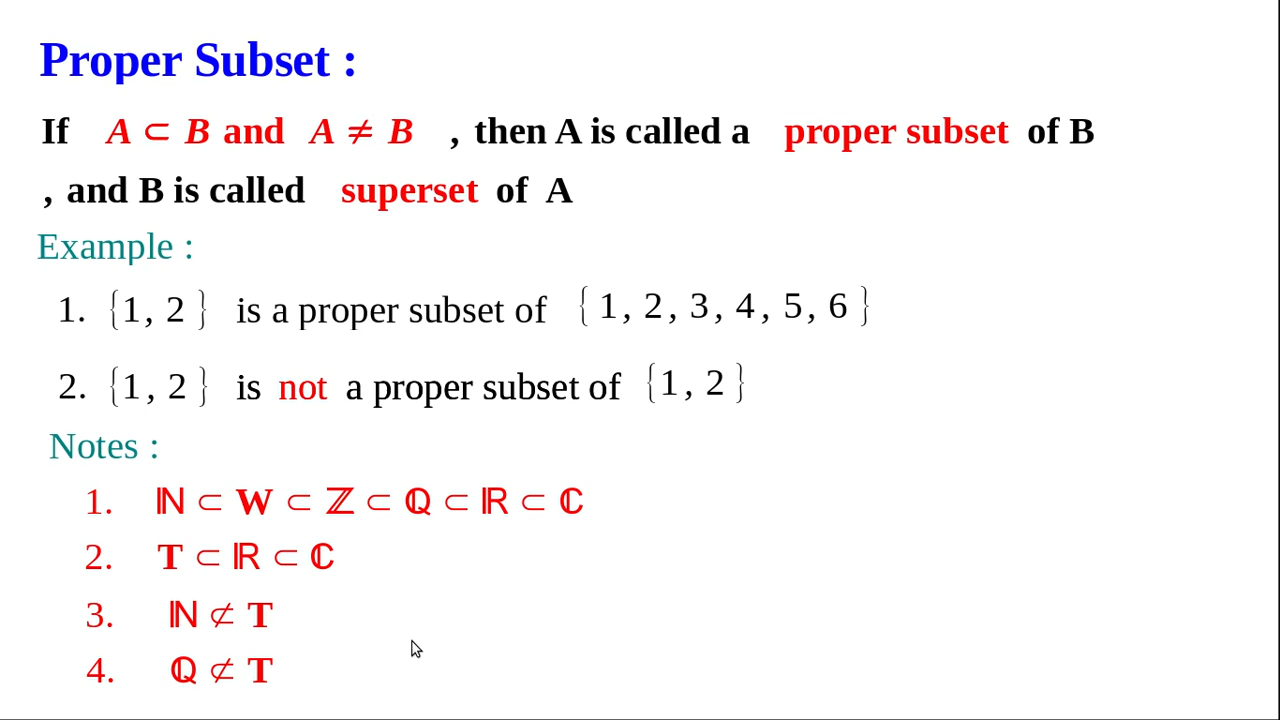 Proper Subset :
If A ⊂ B and A ≠ B , then A is called a proper subset of B
, and B is called superset of A
Example :
1. {1, 2 } is a proper subset of { 1, 2, 3, 4, 5, 6 }
2. {1, 2 } is not a proper subset of {1, 2 }
Notes :
1. ℕ ⊂ W ⊂ ℤ ⊂ ℚ ⊂ ℝ ⊂ ℂ
2. T ⊂ ℝ ⊂ ℂ
3. ℕ ⊄ T
4. ℚ ⊄ T